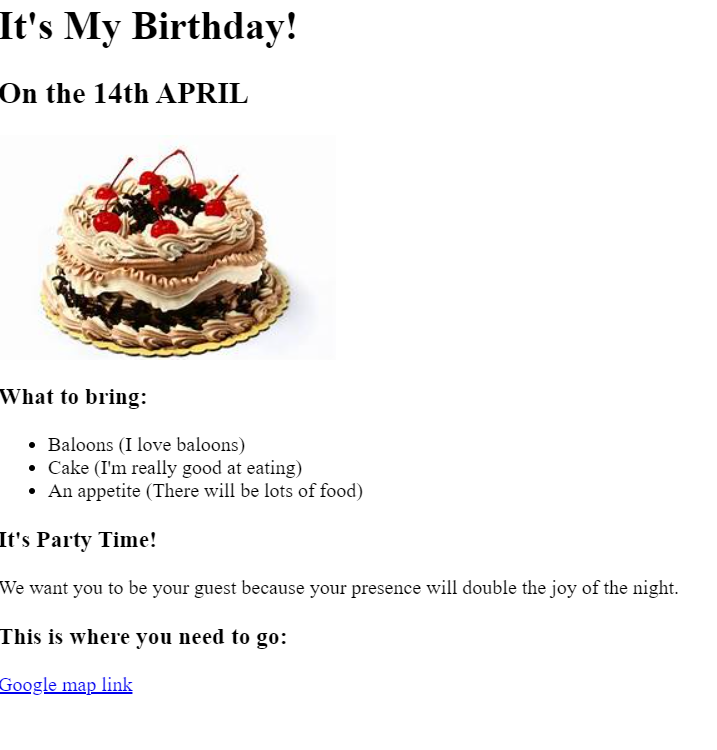 It's My Birthday!
On the 14th APRIL
What to bring:
Baloons (I love baloons)
Cake (I'm really good at eating)
An appetite (There will be lots of food)
It's Party Time!
We want you to be your guest because your presence will double the joy of the night.
This is where you need to go:
Google map link